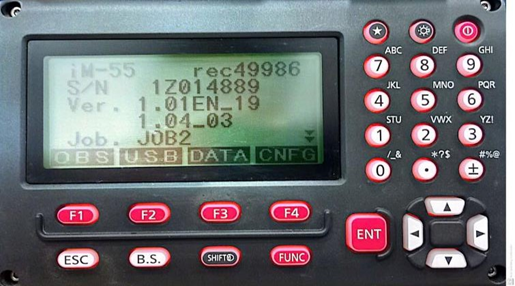 iM-55 rec49986
S/N 1Z014889
Ver. 1.01EN_19
1.04_03
Job. JOB2
OBS USB DATA CNFG
ABC DEF GHI
7 8 9
JKL MNO PQR
4 5 6
STU VWX YZ!
1 2 3
/_& *?$ #%@
0 . ±
F1 F2 F3 F4
ENT
ESC B.S. SHIFT FUNC